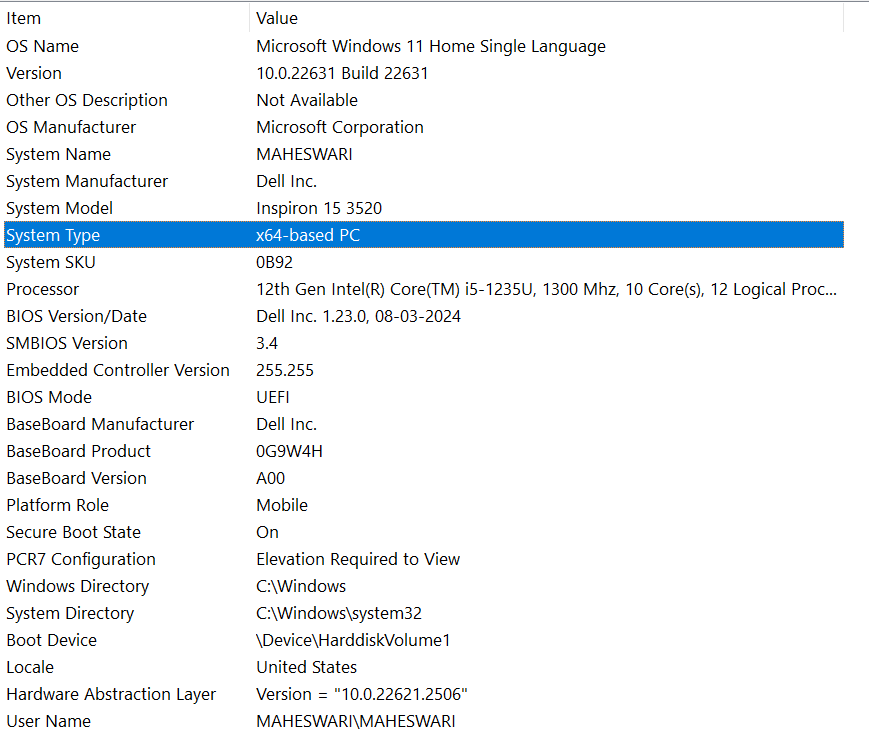 Item Value
OS Name Microsoft Windows 11 Home Single Language
Version 10.0.22631 Build 22631
Other OS Description Not Available
OS Manufacturer Microsoft Corporation
System Name MAHESWARI
System Manufacturer Dell Inc.
System Model Inspiron 15 3520
System Type x64-based PC
System SKU 0B92
Processor 12th Gen Intel(R) Core(TM) i5-1235U, 1300 Mhz, 10 Core(s), 12 Logical Proc...
BIOS Version/Date Dell Inc. 1.23.0, 08-03-2024
SMBIOS Version 3.4
Embedded Controller Version 255.255
BIOS Mode UEFI
BaseBoard Manufacturer Dell Inc.
BaseBoard Product 0G9W4H
BaseBoard Version A00
Platform Role Mobile
Secure Boot State On
PCR7 Configuration Elevation Required to View
Windows Directory C:\Windows
System Directory C:\Windows\system32
Boot Device \Device\HarddiskVolume1
Locale United States
Hardware Abstraction Layer Version = "10.0.22621.2506"
User Name MAHESWARI\MAHESWARI